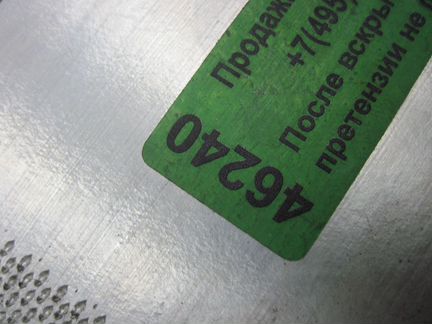 Продаж
+7(495
После вскры
претензии не
46240